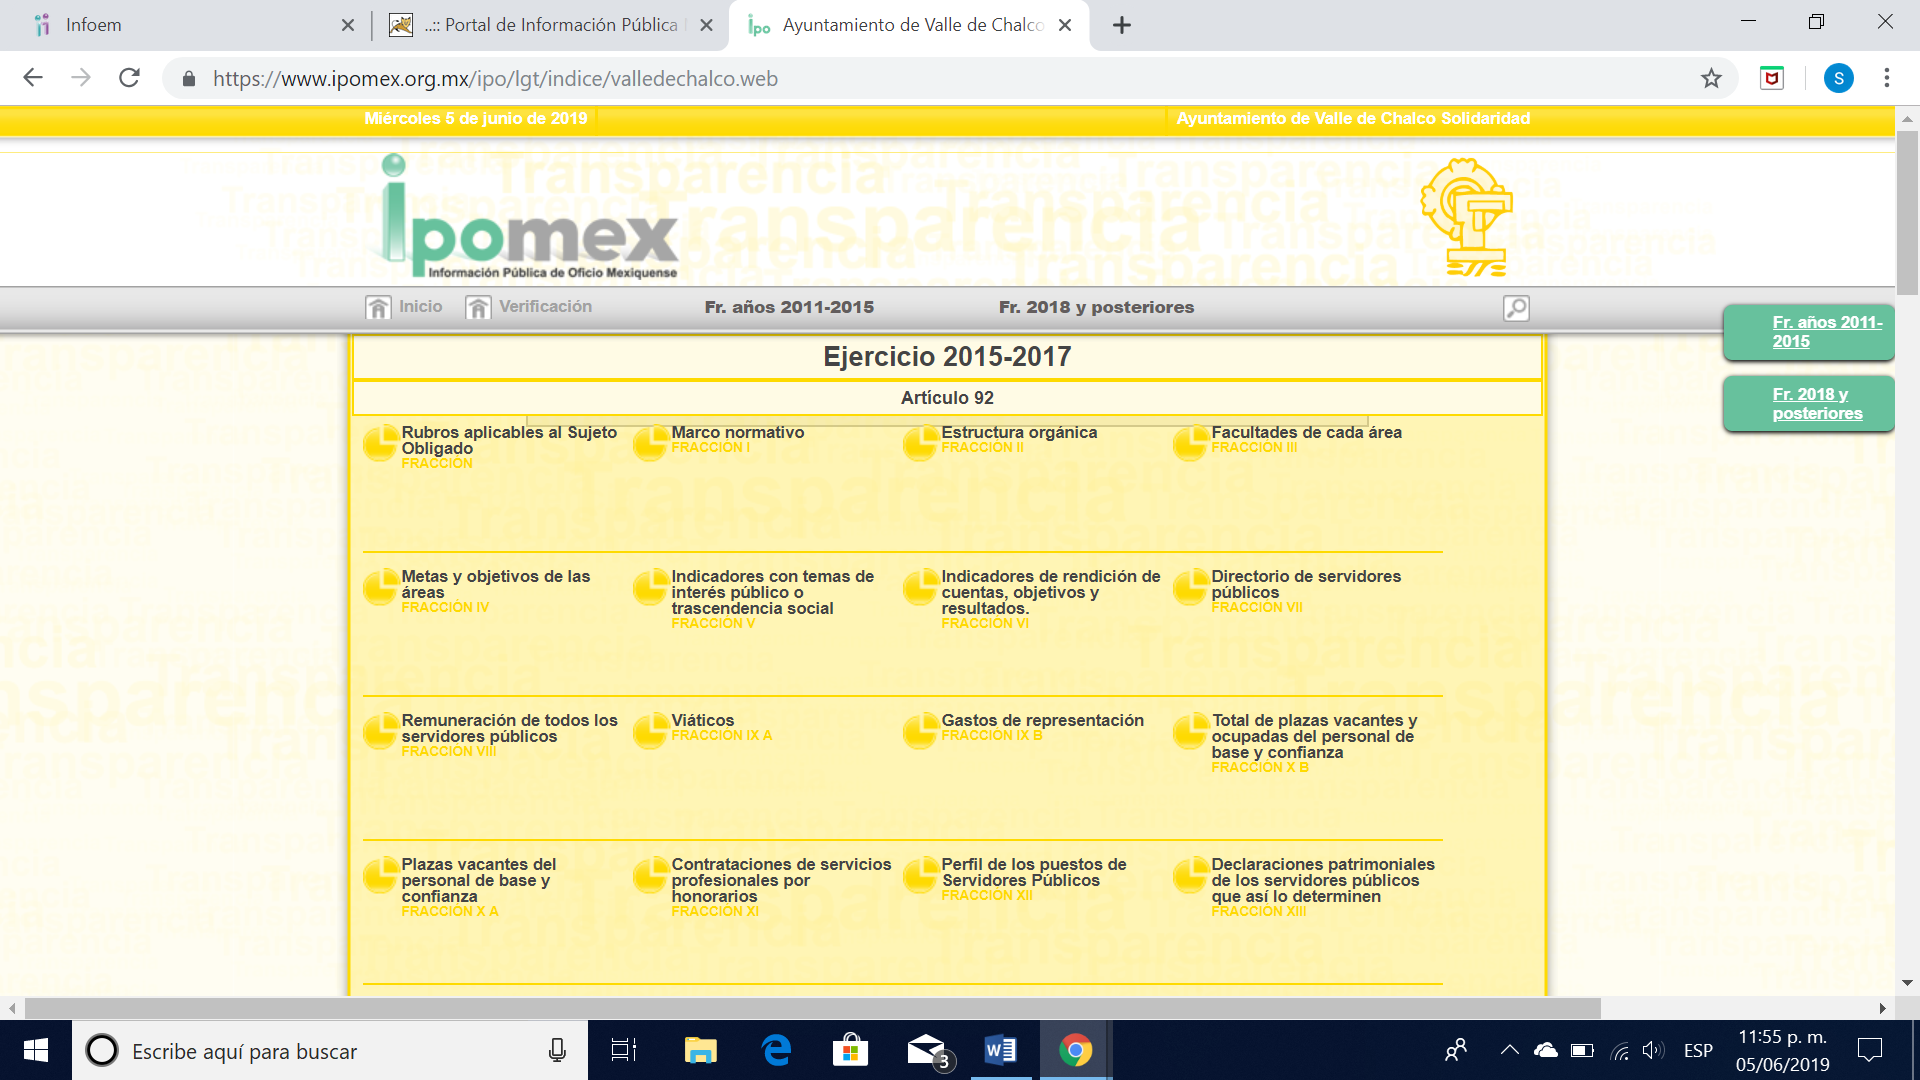 Infoem
..:: Portal de Información Pública
Ayuntamiento de Valle de Chalco
https://www.ipomex.org.mx/ipo/lgt/indice/valledechalco.web
S
Miércoles 5 de junio de 2019
Ayuntamiento de Valle de Chalco Solidaridad
ipomex
Información Pública de Oficio Mexiquense
Transparencia
Inicio
Verificación
Fr. años 2011-2015
Fr. 2018 y posteriores
Fr. años 2011-
2015
Fr. 2018 y
posteriores
Ejercicio 2015-2017
Artículo 92
Rubros aplicables al Sujeto
Obligado
FRACCIÓN
Marco normativo
FRACCIÓN I
Estructura orgánica
FRACCIÓN II
Facultades de cada área
FRACCIÓN III
Metas y objetivos de las
áreas
FRACCIÓN IV
Indicadores con temas de
interés público o
trascendencia social
FRACCIÓN V
Indicadores de rendición de
cuentas, objetivos y
resultados.
FRACCIÓN VI
Directorio de servidores
públicos
FRACCIÓN VII
Remuneración de todos los
servidores públicos
FRACCIÓN VIII
Viáticos
FRACCIÓN IX A
Gastos de representación
FRACCIÓN IX B
Total de plazas vacantes y
ocupadas del personal de
base y confianza
FRACCIÓN X B
Plazas vacantes del
personal de base y
confianza
FRACCIÓN X A
Contrataciones de servicios
profesionales por
honorarios
FRACCIÓN XI
Perfil de los puestos de
Servidores Públicos
FRACCIÓN XII
Declaraciones patrimoniales
de los servidores públicos
que así lo determinen
FRACCIÓN XIII
Escribe aquí para buscar
3
ESP
11:55 p. m.
05/06/2019